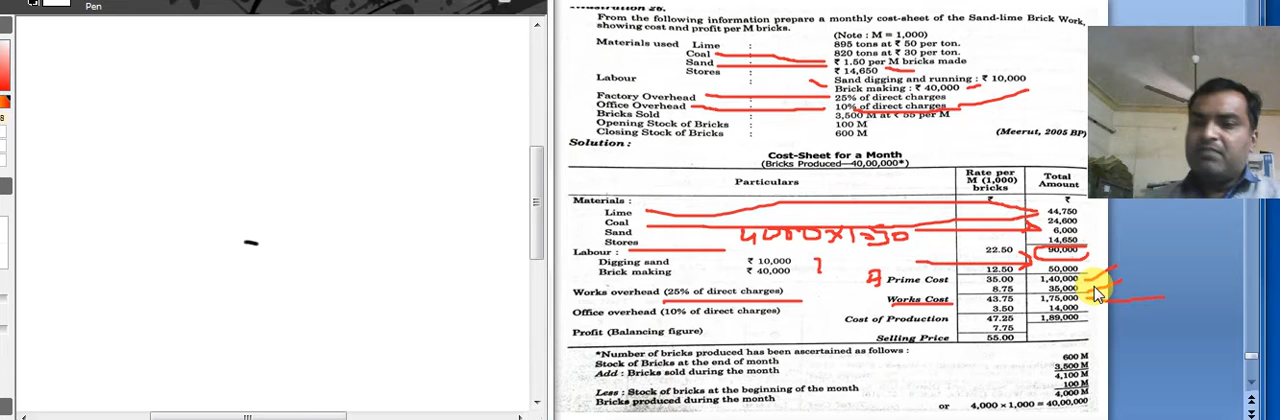 Pen
Illustration 26.
From the following information prepare a monthly cost-sheet of the Sand-lime Brick Work,
showing cost and profit per M bricks.
(Note : M = 1,000)
Materials used Lime : 895 tons at ₹ 50 per ton.
Coal : 820 tons at ₹ 30 per ton.
Sand : ₹ 1.50 per M bricks made
Stores : ₹ 14,650
Labour : Sand digging and running : ₹ 10,000
Brick making : ₹ 40,000
Factory Overhead : 25% of direct charges
Office Overhead : 10% of direct charges
Bricks Sold : 3,500 M at ₹ 55 per M
Opening Stock of Bricks : 100 M
Closing Stock of Bricks : 600 M (Meerut, 2005 BP)
Solution :
Cost-Sheet for a Month
(Bricks Produced—40,00,000*)
Particulars Rate per M (1,000) bricks Total Amount
₹ ₹
Materials :
Lime 44,750
Coal 24,600
Sand 6,000
Stores 14,650
22.50 90,000
Labour :
Digging sand ₹ 10,000
Brick making ₹ 40,000 12.50 50,000
Prime Cost 35.00 1,40,000
Works overhead (25% of direct charges) 8.75 35,000
Works Cost 43.75 1,75,000
Office overhead (10% of direct charges) 3.50 14,000
Cost of Production 47.25 1,89,000
Profit (Balancing figure) 7.75
Selling Price 55.00
*Number of bricks produced has been ascertained as follows :
Stock of Bricks at the end of month 600 M
Add : Bricks sold during the month 3,500 M
4,100 M
Less : Stock of bricks at the beginning of the month 100 M
Bricks produced during the month 4,000 M
or 4,000 × 1,000 = 40,00,000